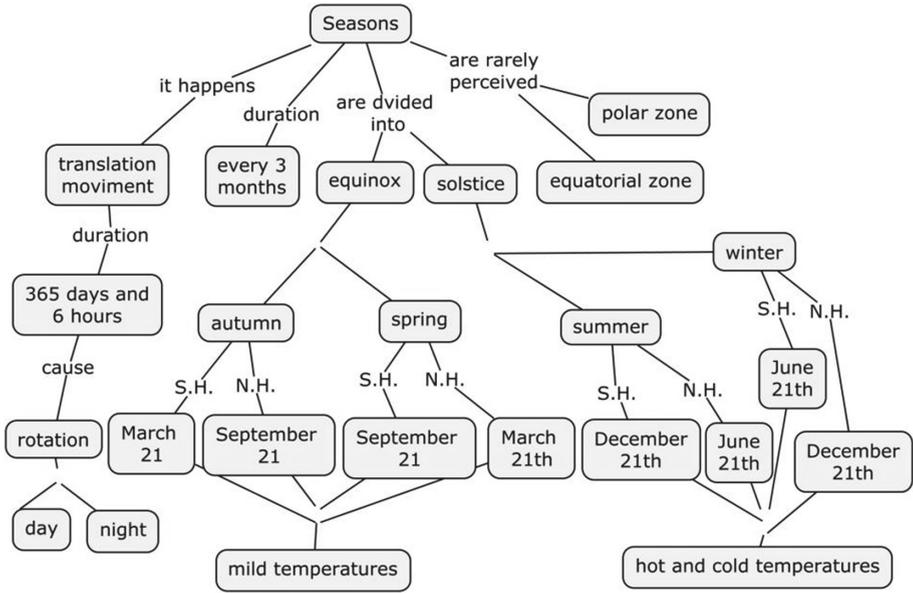 Seasons
it happens
duration
are dvided
into
are rarely
perceived
polar zone
translation
moviment
every 3
months
equinox
solstice
equatorial zone
duration
winter
365 days and
6 hours
autumn
spring
summer
S.H.
N.H.
cause
S.H.
N.H.
S.H.
N.H.
S.H.
N.H.
June
21th
rotation
March
21
September
21
September
21
March
21th
December
21th
June
21th
December
21th
day
night
mild temperatures
hot and cold temperatures